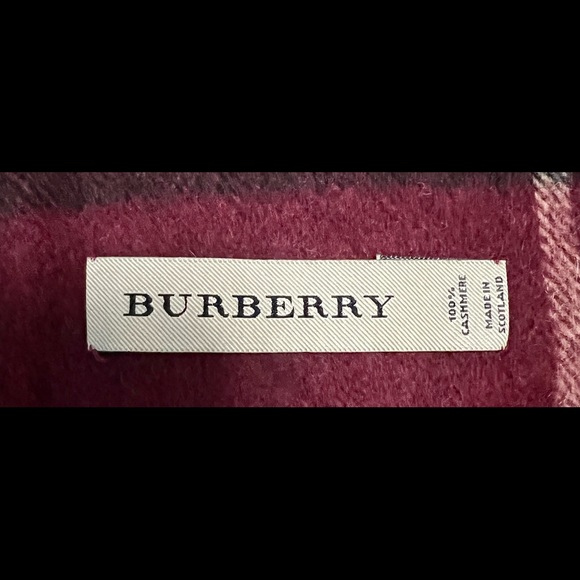 BURBERRY
100%
CASHMERE
MADE IN
SCOTLAND